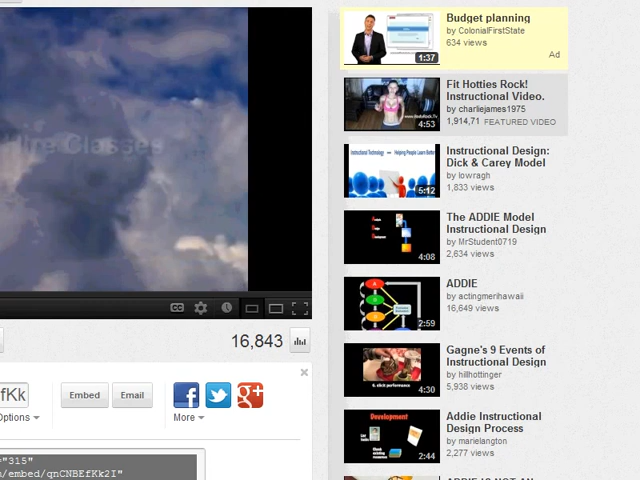 Budget planning
by ColonialFirstState
634 views
Ad
1:37
Fit Hotties Rock!
Instructional Video.
by charliejames1975
1,914,71 FEATURED VIDEO
4:53
Instructional Design:
Dick & Carey Model
by lowragh
1,833 views
5:12
The ADDIE Model
Instructional Design
by MrStudent0719
2,634 views
4:08
ADDIE
by actingmerihawaii
16,649 views
2:59
Gagne's 9 Events of
Instructional Design
by hillhottinger
5,938 views
4:30
Addie Instructional
Design Process
by marielangton
2,277 views
Development
2:44
Classes
CC
16,843
fKk
Options
Embed
Email
More
="315"
m/embed/qnCNBEfKk2I"